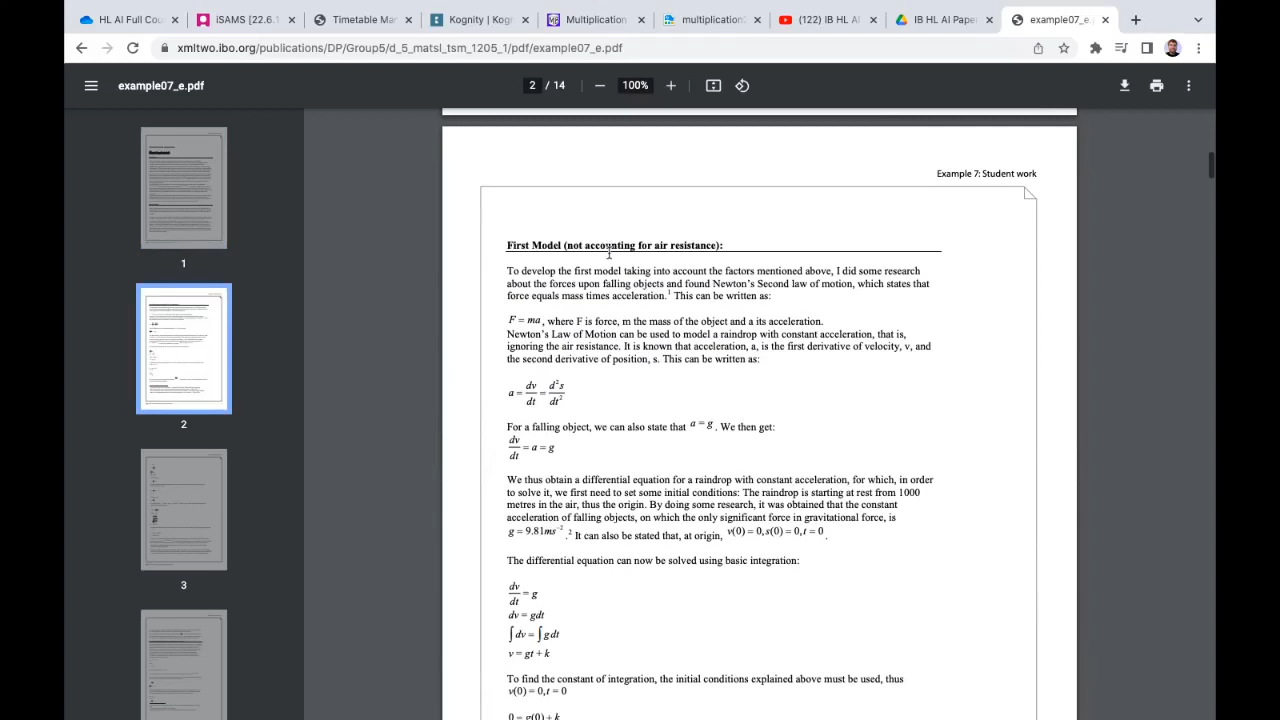 HL AI Full Cour
iSAMS [22.6.1
Timetable Mar
Kognity | Kogn
Multiplication
multiplication
(122) IB HL AI
IB HL AI Paper
example07_e.p
xmltwo.ibo.org/publications/DP/Group5/d_5_matsl_tsm_1205_1/pdf/example07_e.pdf
example07_e.pdf
2 / 14
100%
1
2
3
Example 7: Student work
First Model (not accounting for air resistance):
To develop the first model taking into account the factors mentioned above, I did some research
about the forces upon falling objects and found Newton's Second law of motion, which states that
force equals mass times acceleration.¹ This can be written as:
F = ma, where F is force, m the mass of the object and a its acceleration.
Newton's Law of Motion can be used to model a raindrop with constant acceleration, that is,
ignoring the air resistance. It is known that acceleration, a, is the first derivative of velocity, v, and
the second derivative of position, s. This can be written as:
a = dv/dt = d²s/dt²
For a falling object, we can also state that a = g. We then get:
dv/dt = a = g
We thus obtain a differential equation for a raindrop with constant acceleration, for which, in order
to solve it, we first need to set some initial conditions: The raindrop is starting at rest from 1000
metres in the air, thus the origin. By doing some research, it was obtained that the constant
acceleration of falling objects, on which the only significant force in gravitational force, is
g = 9.81ms⁻².² It can also be stated that, at origin, v(0) = 0, s(0) = 0, t = 0.
The differential equation can now be solved using basic integration:
dv/dt = g
dv = gdt
∫dv = ∫gdt
v = gt + k
To find the constant of integration, the initial conditions explained above must be used, thus
v(0) = 0, t = 0
0 = g(0) + k